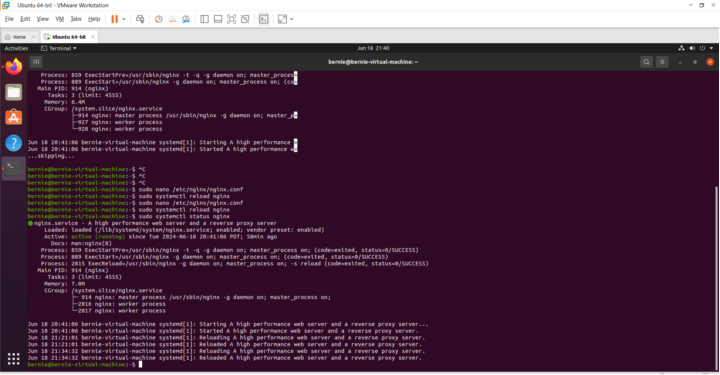 Ubuntu 64-bit - VMware Workstation
File Edit View VM Tabs Help
Home Ubuntu 64-bit
Activities Terminal Jun 18 21:40
bernie@bernie-virtual-machine: ~
Process: 859 ExecStartPre=/usr/sbin/nginx -t -q -g daemon on; master_proces
Process: 889 ExecStart=/usr/sbin/nginx -g daemon on; master_process on; (co
Main PID: 914 (nginx)
Tasks: 3 (limit: 4555)
Memory: 6.4M
CGroup: /system.slice/nginx.service
├─914 nginx: master process /usr/sbin/nginx -g daemon on; master_p
├─927 nginx: worker process
└─928 nginx: worker process
Jun 18 20:41:06 bernie-virtual-machine systemd[1]: Starting A high performance
Jun 18 20:41:06 bernie-virtual-machine systemd[1]: Started A high performance w
...skipping...
bernie@bernie-virtual-machine:~$ ^C
bernie@bernie-virtual-machine:~$ ^C
bernie@bernie-virtual-machine:~$ ^C
bernie@bernie-virtual-machine:~$ sudo nano /etc/nginx/nginx.conf
bernie@bernie-virtual-machine:~$ sudo systemctl reload nginx
bernie@bernie-virtual-machine:~$ sudo nano /etc/nginx/nginx.conf
bernie@bernie-virtual-machine:~$ sudo systemctl reload nginx
bernie@bernie-virtual-machine:~$ sudo systemctl status nginx
● nginx.service - A high performance web server and a reverse proxy server
Loaded: loaded (/lib/systemd/system/nginx.service; enabled; vendor preset: enabled)
Active: active (running) since Tue 2024-06-18 20:41:06 PDT; 58min ago
Docs: man:nginx(8)
Process: 859 ExecStartPre=/usr/sbin/nginx -t -q -g daemon on; master_process on; (code=exited, status=0/SUCCESS)
Process: 889 ExecStart=/usr/sbin/nginx -g daemon on; master_process on; (code=exited, status=0/SUCCESS)
Process: 2815 ExecReload=/usr/sbin/nginx -g daemon on; master_process on; -s reload (code=exited, status=0/SUCCESS)
Main PID: 914 (nginx)
Tasks: 3 (limit: 4555)
Memory: 7.0M
CGroup: /system.slice/nginx.service
├─ 914 nginx: master process /usr/sbin/nginx -g daemon on; master_process on;
├─2816 nginx: worker process
└─2817 nginx: worker process
Jun 18 20:41:06 bernie-virtual-machine systemd[1]: Starting A high performance web server and a reverse proxy server...
Jun 18 20:41:06 bernie-virtual-machine systemd[1]: Started A high performance web server and a reverse proxy server.
Jun 18 21:21:01 bernie-virtual-machine systemd[1]: Reloading A high performance web server and a reverse proxy server.
Jun 18 21:21:01 bernie-virtual-machine systemd[1]: Reloaded A high performance web server and a reverse proxy server.
Jun 18 21:34:32 bernie-virtual-machine systemd[1]: Reloading A high performance web server and a reverse proxy server.
Jun 18 21:34:32 bernie-virtual-machine systemd[1]: Reloaded A high performance web server and a reverse proxy server.
bernie@bernie-virtual-machine:~$